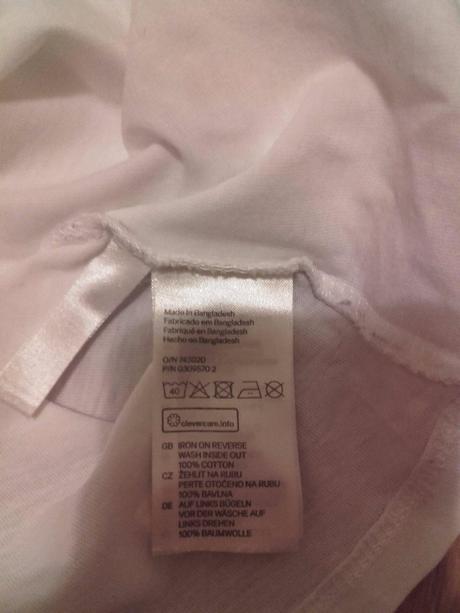 Made in Bangladesh
Fabricado em Bangladesh
Fabriqué en Bangladesh
Hecho en Bangladesh
O/N 743020
P/N 0309570 2
40
clevercare.info
GB IRON ON REVERSE
WASH INSIDE OUT
100% COTTON
CZ ŽEHLIT NA RUBU
PERTE OTOČENO NA RUBU
100% BAVLNA
DE AUF LINKS BÜGELN
VOR DER WÄSCHE AUF
LINKS DREHEN
100% BAUMWOLLE